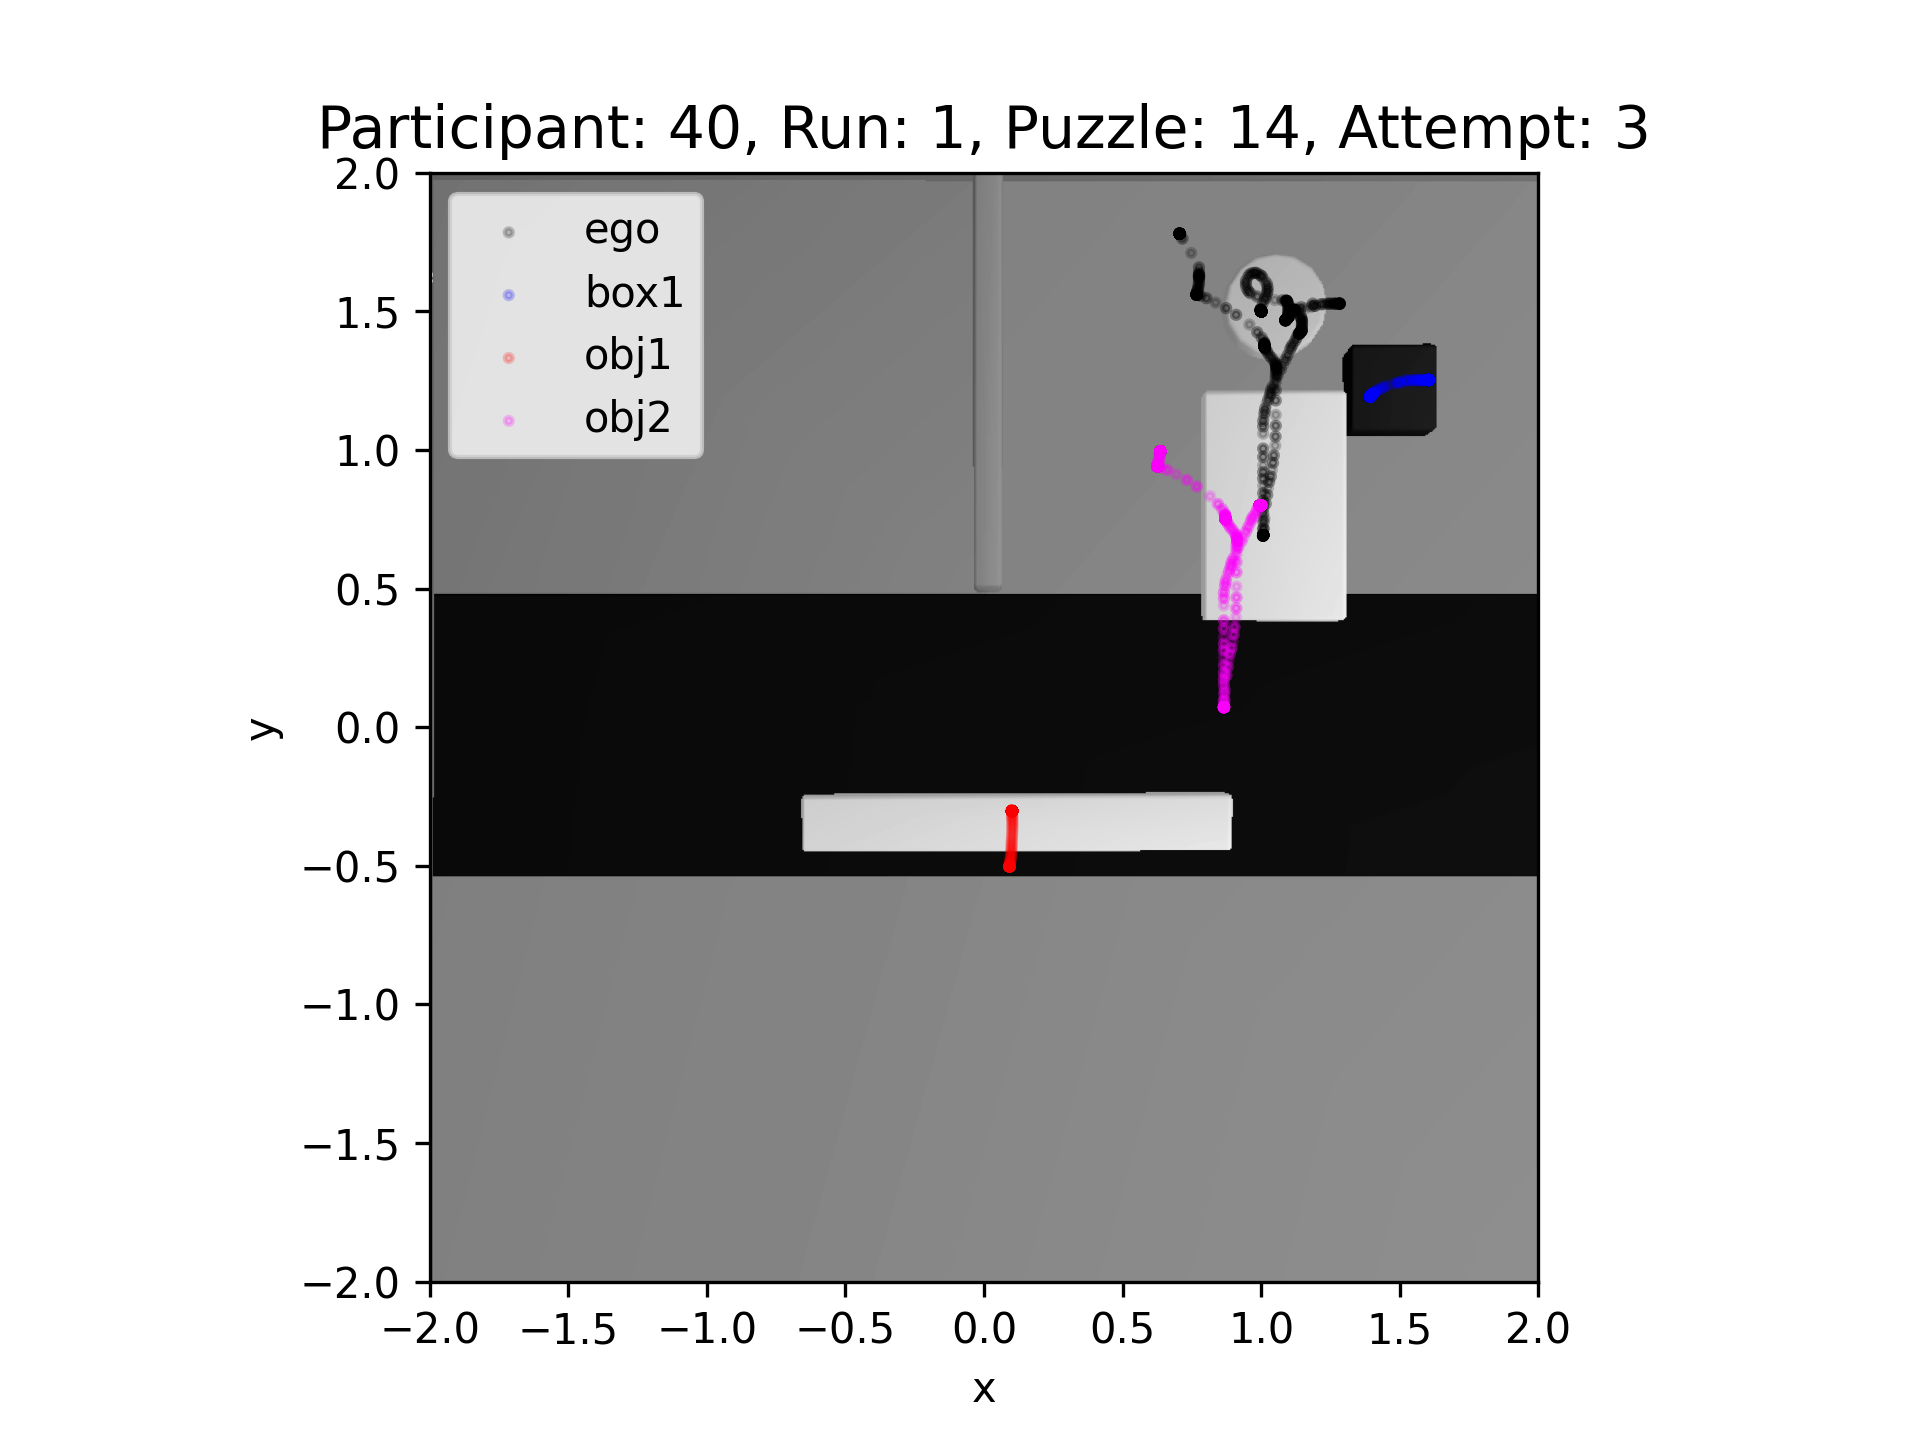 Participant: 40, Run: 1, Puzzle: 14, Attempt: 3
2.0
1.5
1.0
0.5
0.0
−0.5
−1.0
−1.5
−2.0
y
ego
box1
obj1
obj2
−2.0 −1.5 −1.0 −0.5 0.0 0.5 1.0 1.5 2.0
x